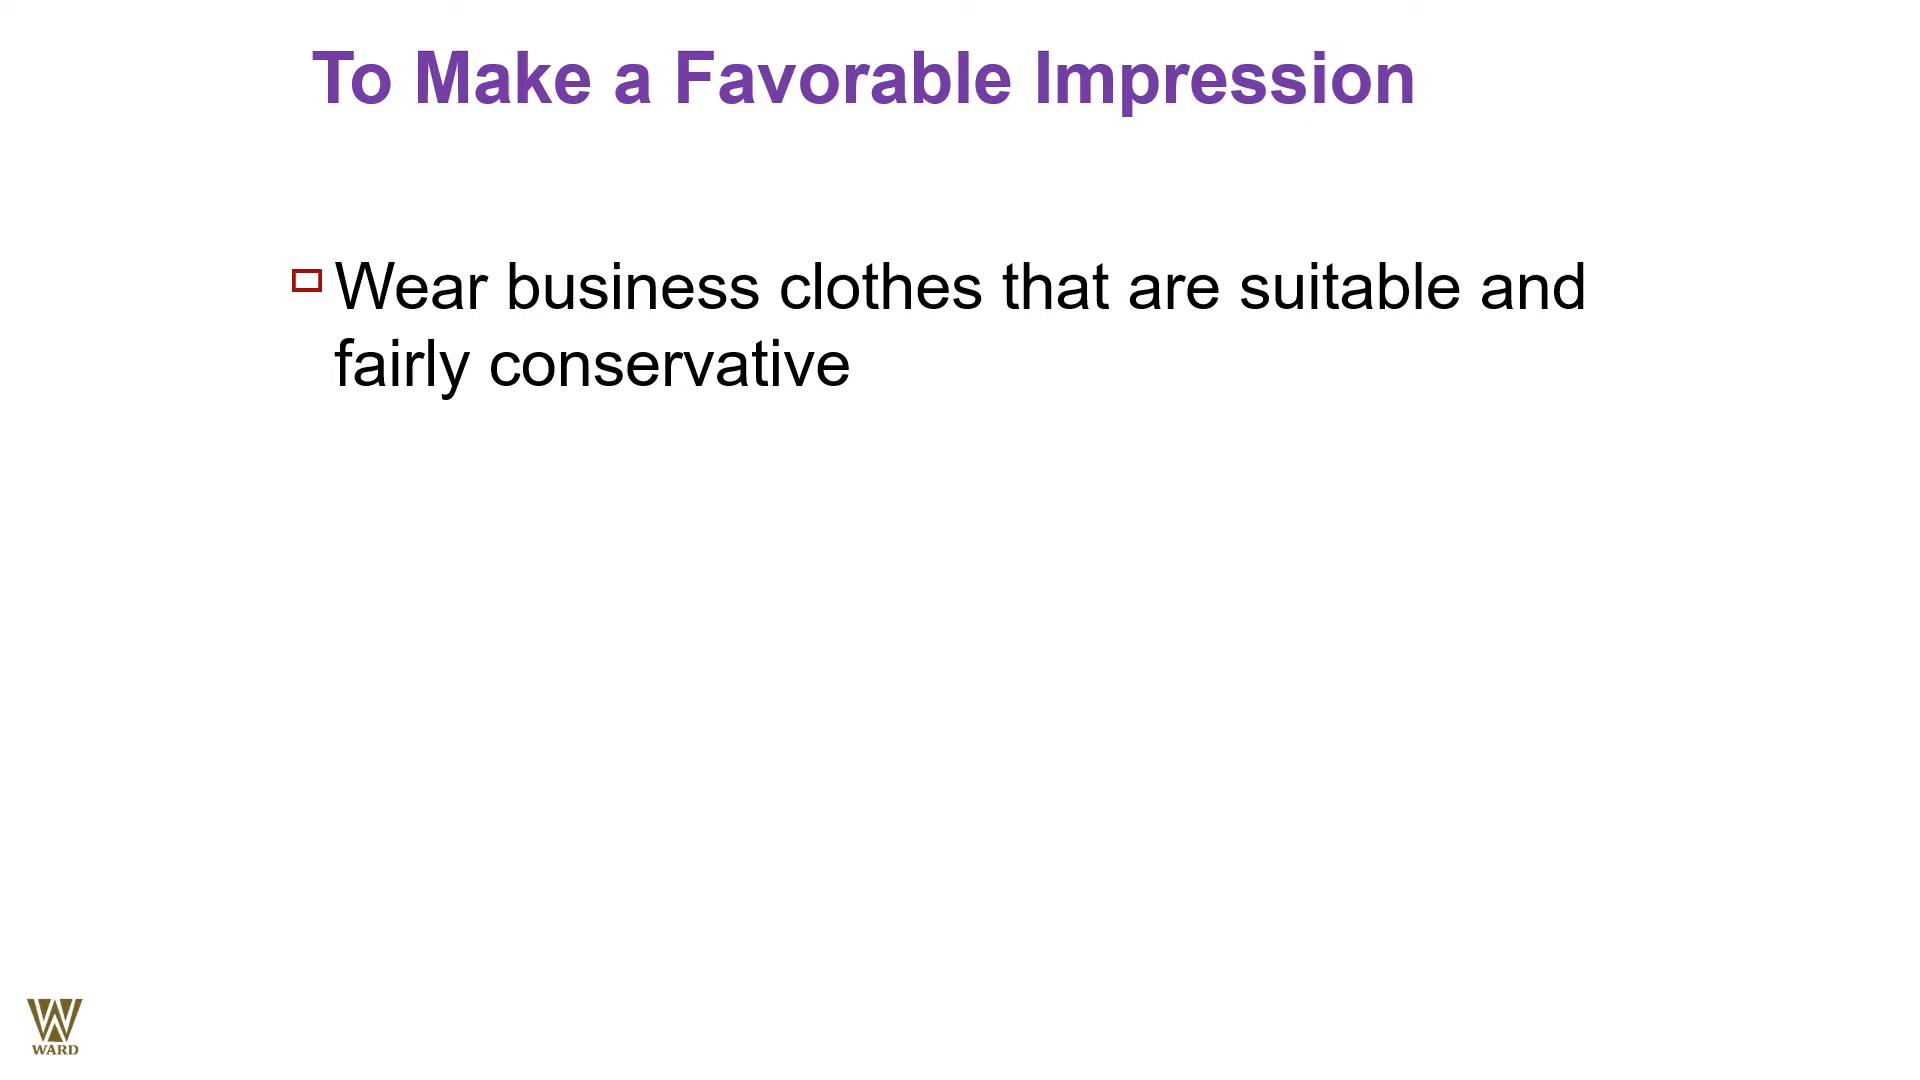 To Make a Favorable Impression
Wear business clothes that are suitable and
fairly conservative
WARD